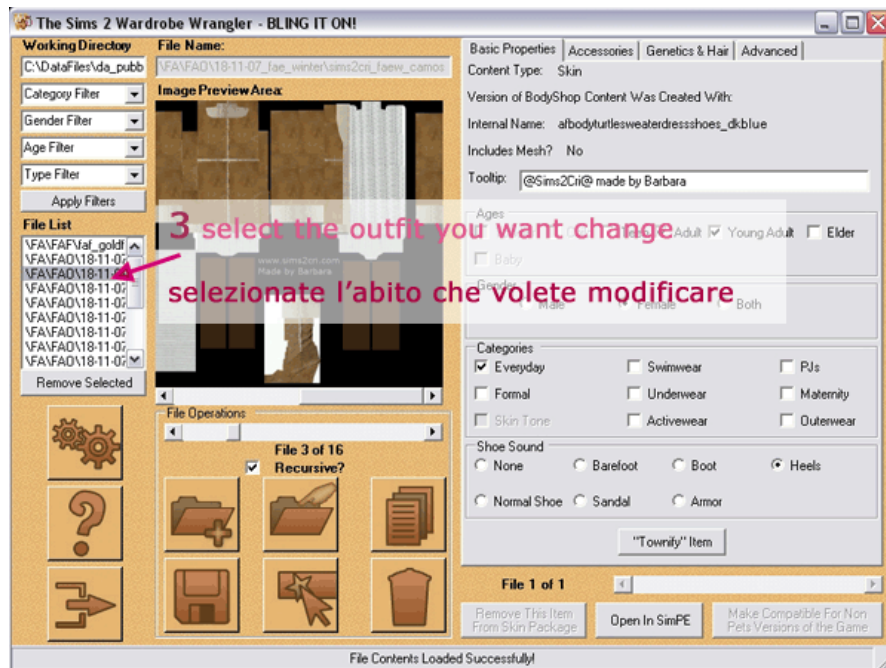 The Sims 2 Wardrobe Wrangler - BLING IT ON!
Working Directory
C:\DataFiles\da_pubb
Category Filter
Gender Filter
Age Filter
Type Filter
Apply Filters
File List
\FA\FAF\faf_goldf
\FA\FAO\18-11-07
\FA\FAO\18-11-07
\FA\FAO\18-11-07
\FA\FAO\18-11-07
\FA\FAO\18-11-07
\FA\FAO\18-11-07
\FA\FAO\18-11-07
\FA\FAO\18-11-07
Remove Selected
File Name:
\FA\FAO\18-11-07_fae_winter\sims2cri_faew_camos
Image Preview Area:
www.sims2cri.com
Made by Barbara
3 select the outfit you want change
selezionate l'abito che volete modificare
File Operations
File 3 of 16
Recursive?
Basic Properties Accessories Genetics & Hair Advanced
Content Type: Skin
Version of BodyShop Content Was Created With:
Internal Name: afbodyturtlesweaterdressshoes_dkblue
Includes Mesh? No
Tooltip: @Sims2Cri@ made by Barbara
Ages
Adult Young Adult Elder
Baby
Gender
Male Female Both
Categories
Everyday Swimwear PJs
Formal Underwear Maternity
Skin Tone Activewear Outerwear
Shoe Sound
None Barefoot Boot Heels
Normal Shoe Sandal Armor
"Townify" Item
File 1 of 1
Remove This Item
From Skin Package
Open In SimPE
Make Compatible For Non
Pets Versions of the Game
File Contents Loaded Successfully!